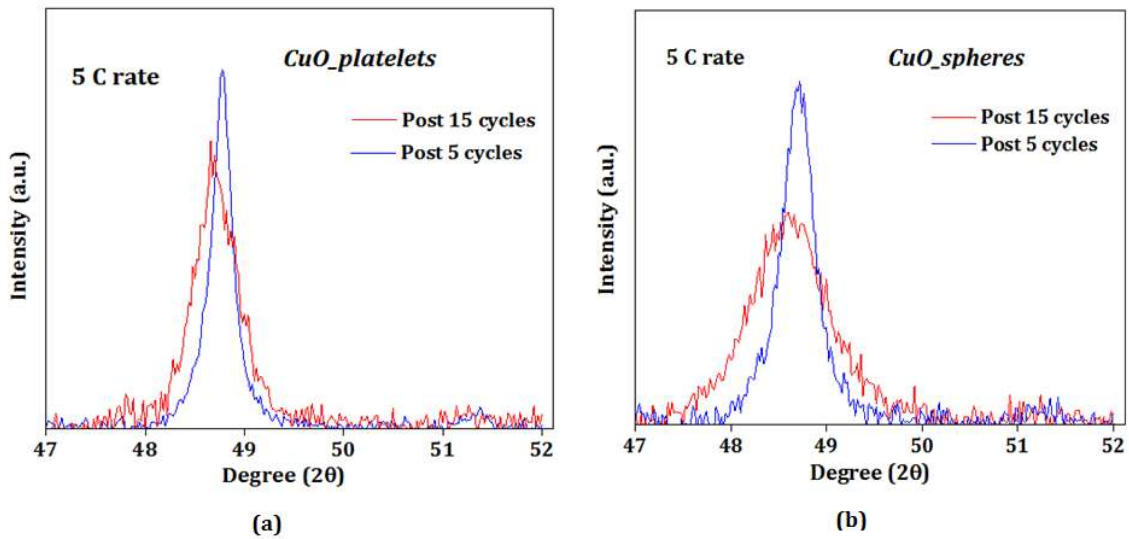 5 C rate
CuO_platelets
Post 15 cycles
Post 5 cycles
Intensity (a.u.)
47 48 49 50 51 52
Degree (2θ)
(a)
5 C rate
CuO_spheres
Post 15 cycles
Post 5 cycles
Intensity (a.u.)
47 48 49 50 51 52
Degree (2θ)
(b)